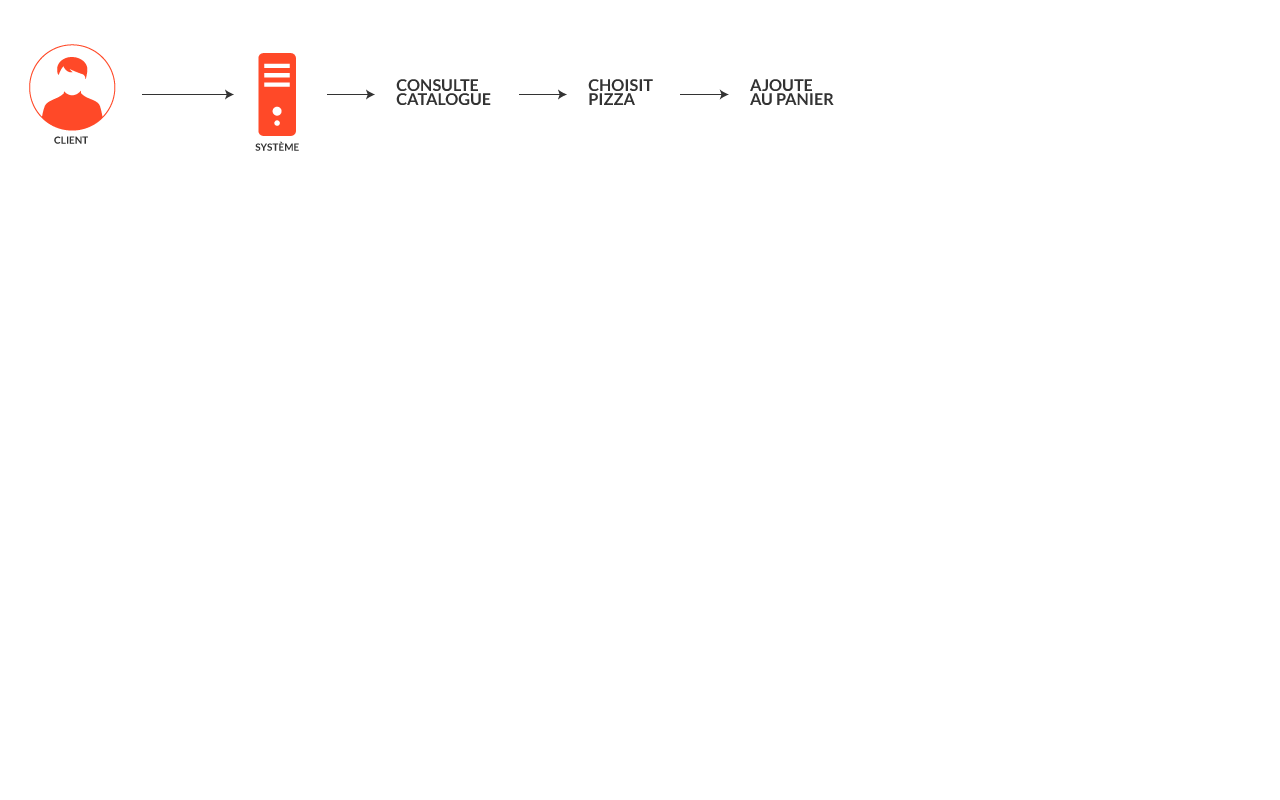 CLIENT
SYSTÈME
CONSULTE
CATALOGUE
CHOISIT
PIZZA
AJOUTE
AU PANIER